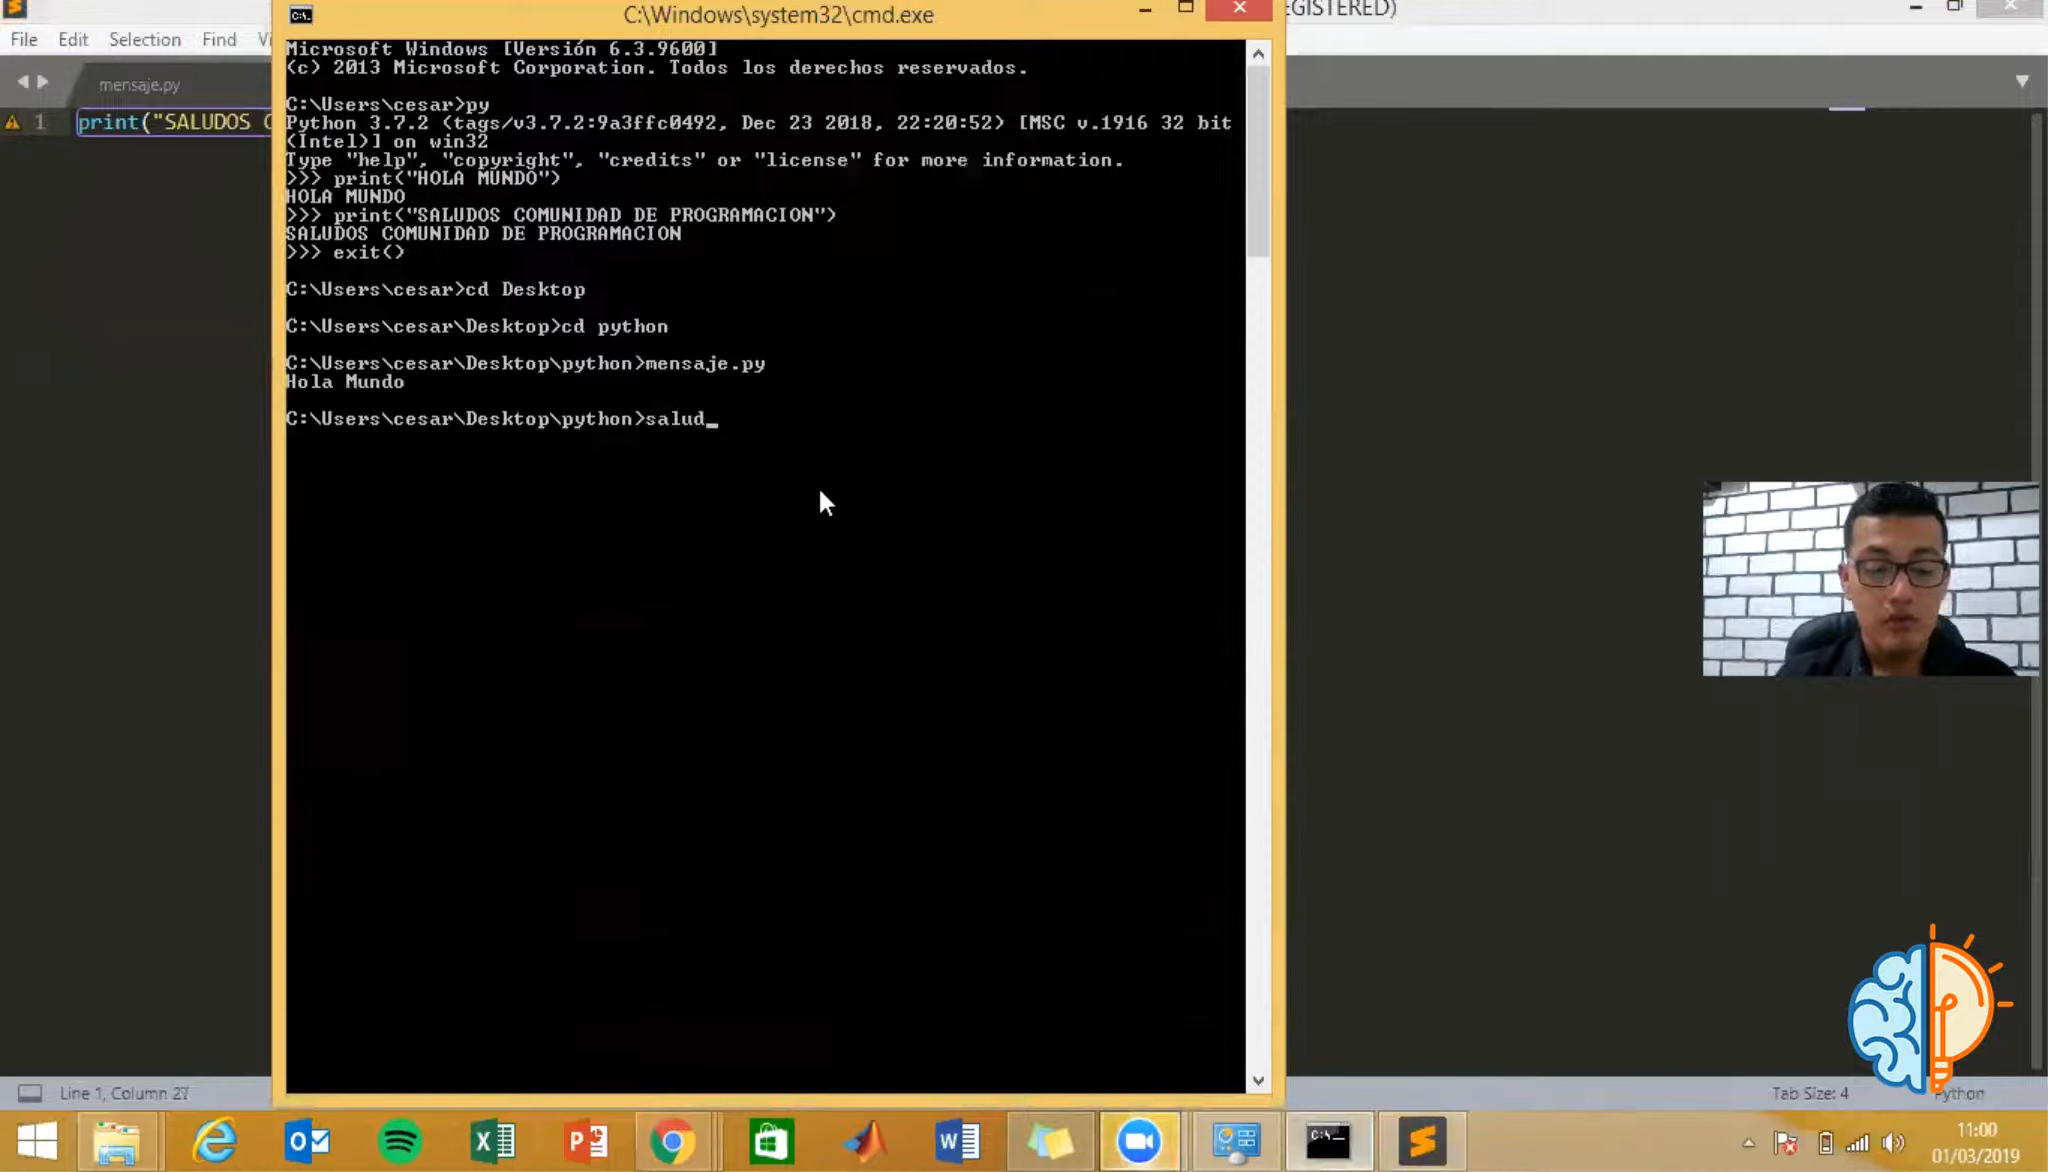 EGISTERED)
File Edit Selection Find Vi
mensaje.py
1 print("SALUDOS C
C:\Windows\system32\cmd.exe
Microsoft Windows [Versión 6.3.9600]
(c) 2013 Microsoft Corporation. Todos los derechos reservados.
C:\Users\cesar>py
Python 3.7.2 (tags/v3.7.2:9a3ffc0492, Dec 23 2018, 22:20:52) [MSC v.1916 32 bit
(Intel)] on win32
Type "help", "copyright", "credits" or "license" for more information.
>>> print("HOLA MUNDO")
HOLA MUNDO
>>> print("SALUDOS COMUNIDAD DE PROGRAMACION")
SALUDOS COMUNIDAD DE PROGRAMACION
>>> exit()
C:\Users\cesar>cd Desktop
C:\Users\cesar\Desktop>cd python
C:\Users\cesar\Desktop\python>mensaje.py
Hola Mundo
C:\Users\cesar\Desktop\python>salud_
Line 1, Column 27
Tab Size: 4
Python
11:00
01/03/2019